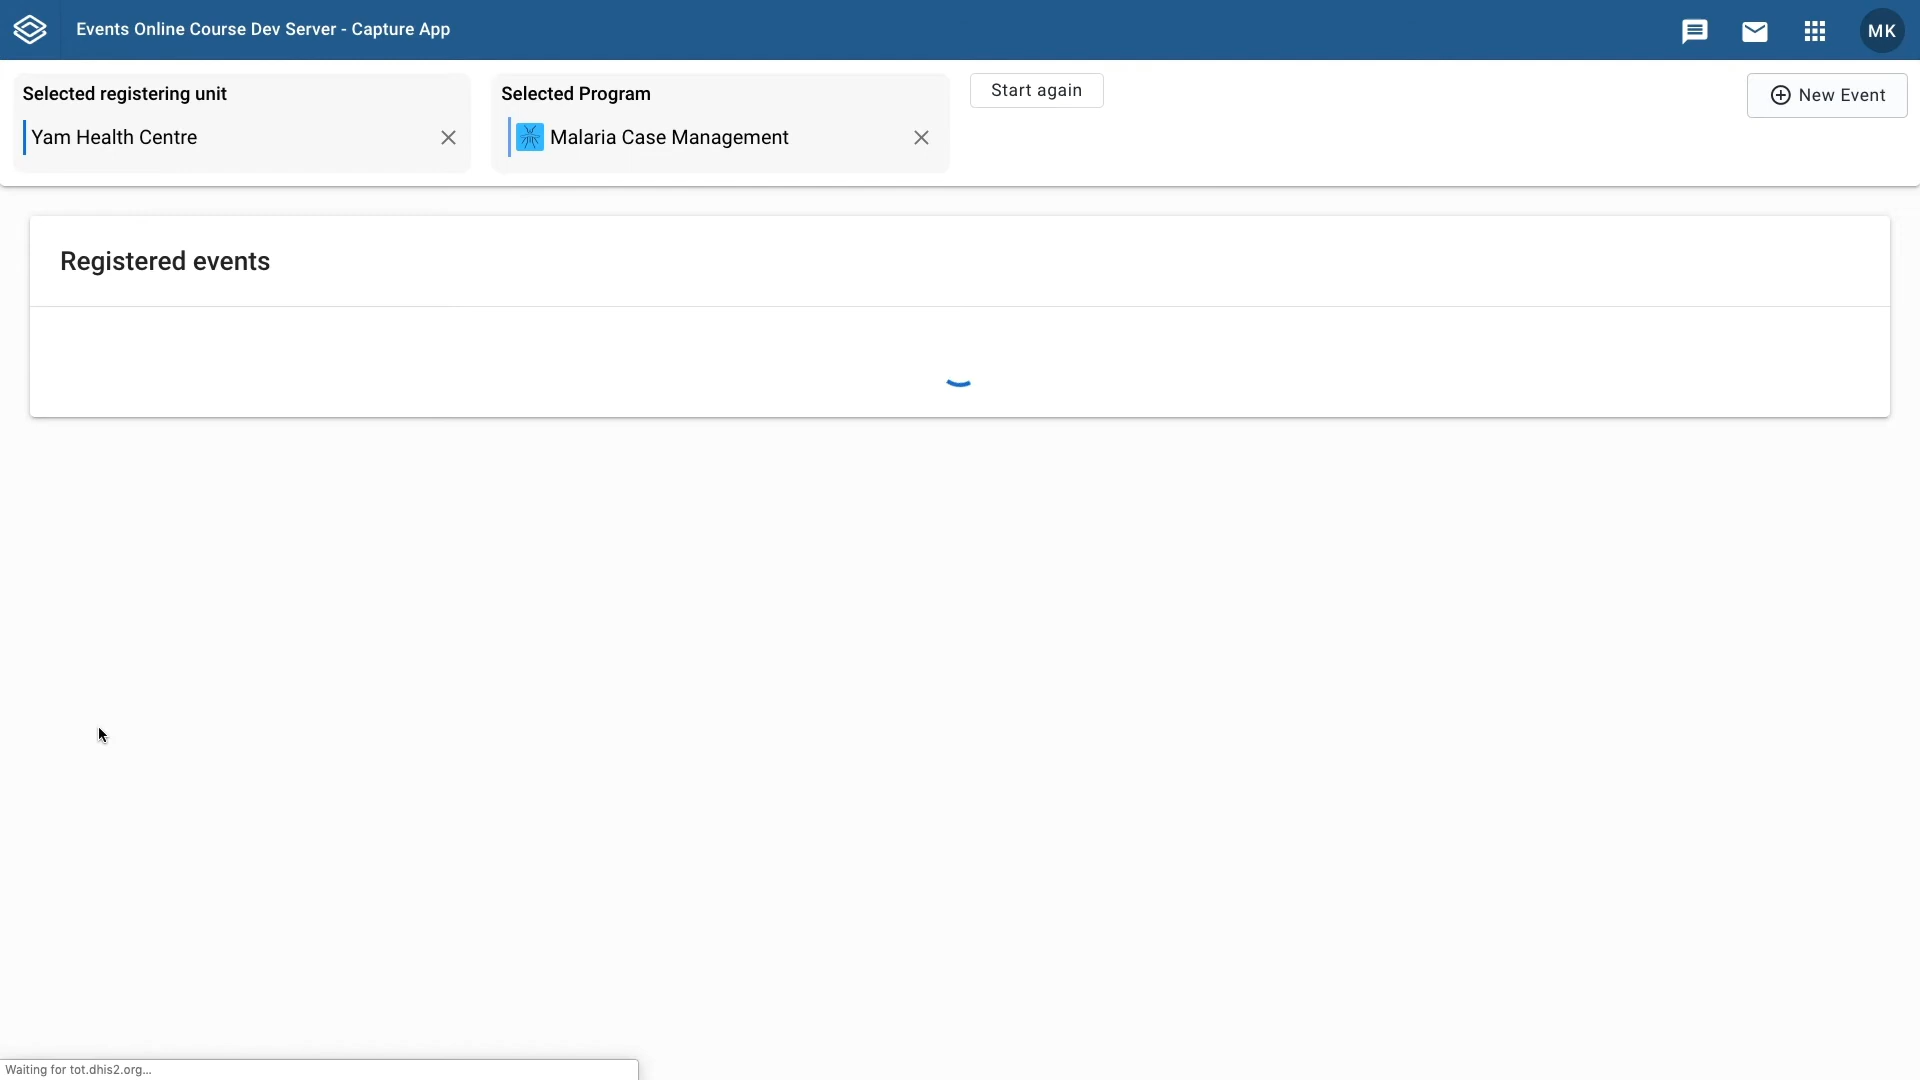 Events Online Course Dev Server - Capture App
MK
Selected registering unit
Yam Health Centre
Selected Program
Malaria Case Management
Start again
New Event
Registered events
Waiting for tot.dhis2.org...